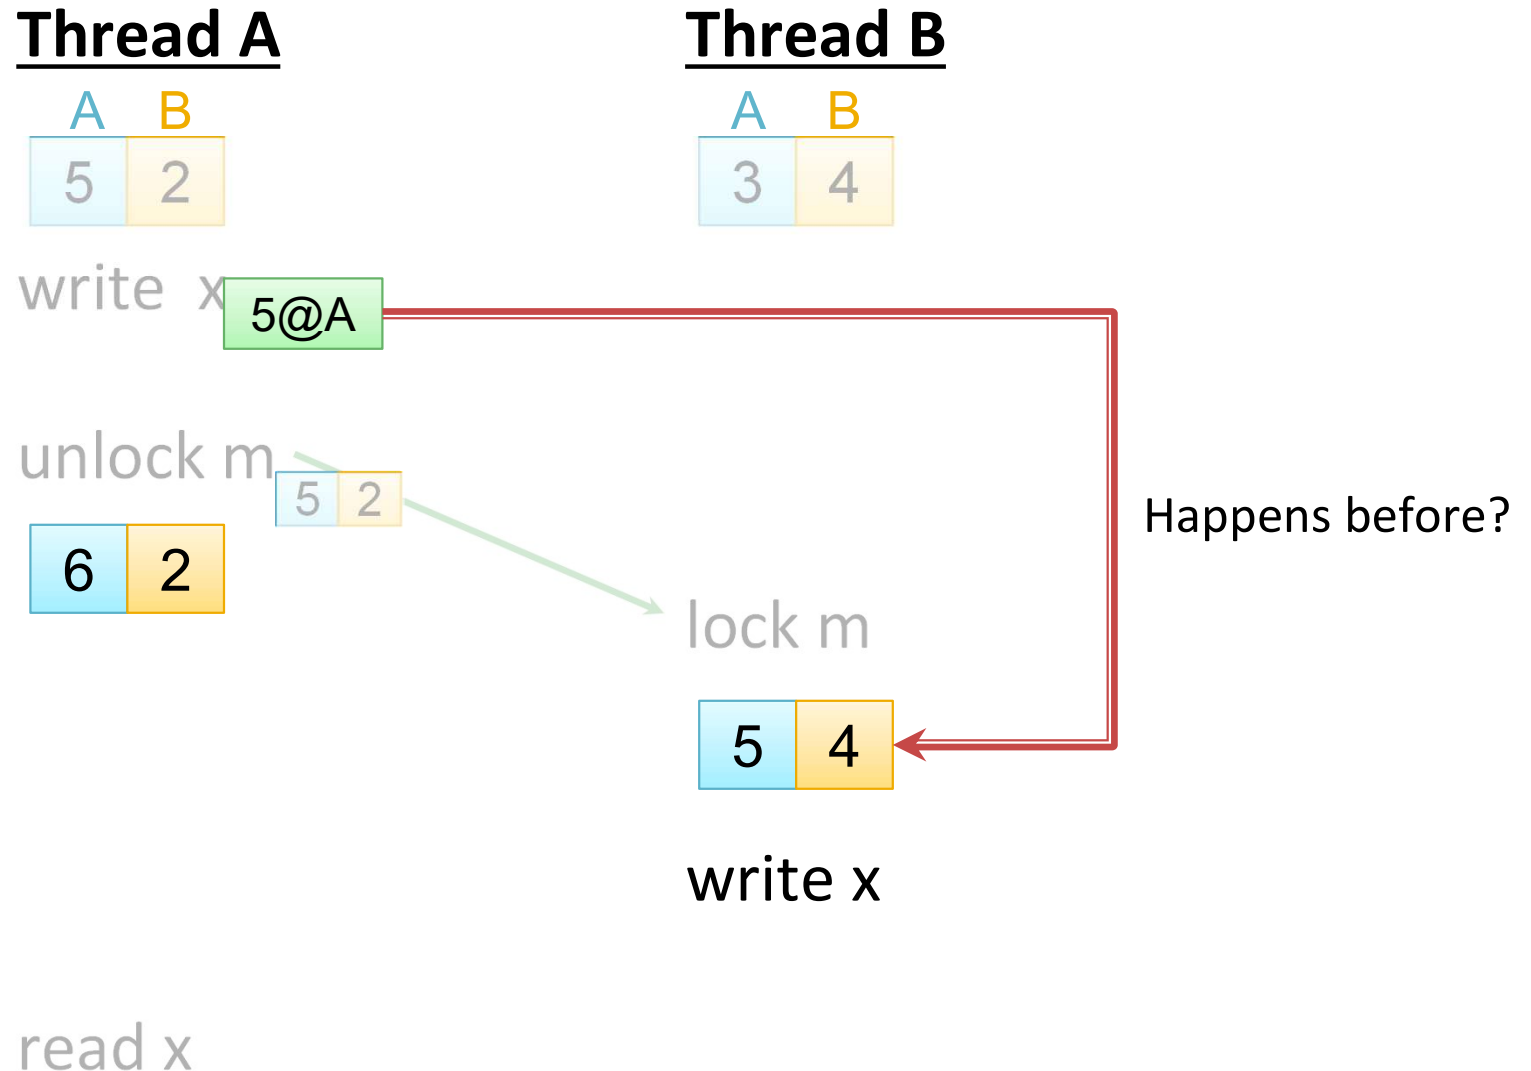 Thread A
Thread B
A B
A B
5 2
3 4
write x
5@A
unlock m
5 2
Happens before?
6 2
lock m
5 4
write x
read x